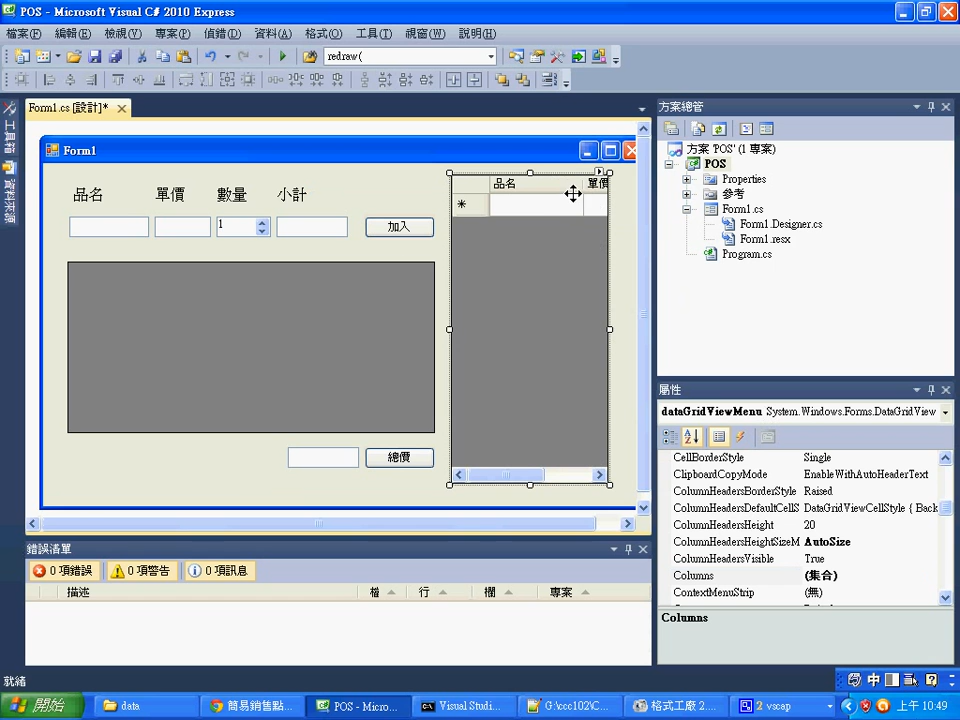 POS - Microsoft Visual C# 2010 Express
檔案(F) 編輯(E) 檢視(V) 專案(P) 偵錯(D) 資料(A) 格式(O) 工具(T) 視窗(W) 說明(H)
redraw(
Form1.cs [設計]*
工具箱
資料來源
Form1
品名 單價 數量 小計
1
加入
品名 單價
*
總價
方案總管
方案 'POS' (1 專案)
POS
Properties
參考
Form1.cs
Form1.Designer.cs
Form1.resx
Program.cs
屬性
dataGridViewMenu System.Windows.Forms.DataGridView
CellBorderStyle Single
ClipboardCopyMode EnableWithAutoHeaderText
ColumnHeadersBorderStyle Raised
ColumnHeadersDefaultCellS DataGridViewCellStyle { Back
ColumnHeadersHeight 20
ColumnHeadersHeightSizeM AutoSize
ColumnHeadersVisible True
Columns (集合)
ContextMenuStrip (無)
Columns
錯誤清單
0 項錯誤 0 項警告 0 項訊息
描述 檔 行 欄 專案
就緒
中
開始 data 簡易銷售點... POS - Micro... Visual Studi... G:\ccc102\C... 格式工廠 2.... 2 vscap 上午 10:49